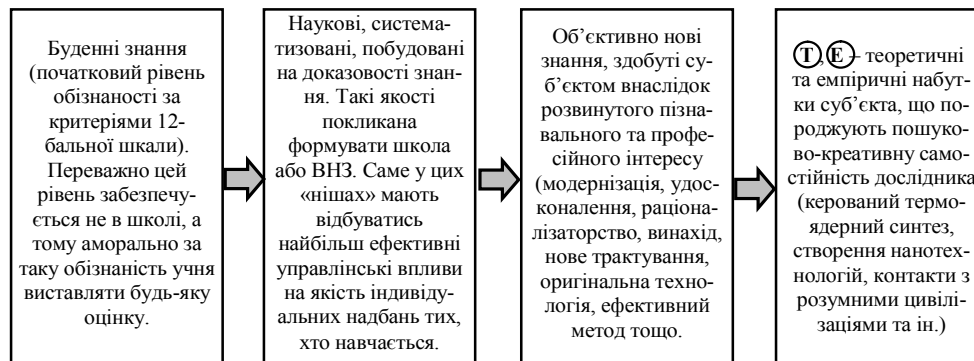 Буденні знання
(початковий рівень
обізнаності за
критеріями 12-
бальної шкали).
Переважно цей
рівень забезпечу-
ється не в школі, а
тому аморально за
таку обізнаність учня
виставляти будь-яку
оцінку.
Наукові, система-
тизовані, побудовані
на доказовості знан-
ня. Такі якості
покликана
формувати школа
або ВНЗ. Саме у цих
«нішах» мають
відбуватись
найбільш ефективні
управлінські впливи
на якість індивіду-
альних надбань тих,
хто навчається.
Об’єктивно нові
знання, здобуті су-
б’єктом внаслідок
розвинутого пізна-
вального та профе-
сійного інтересу
(модернізація, удос-
коналення, раціона-
лізаторство, винахід,
нове трактування,
оригінальна техно-
логія, ефективний
метод тощо.
Т, Е – теоретичні
та емпіричні набут-
ки суб’єкта, що по-
роджують пошуко-
во-креативну само-
стійність дослідника
(керований термо-
ядерний синтез,
створення нанотех-
нологій, контакти з
розумними цивілі-
заціями та ін.)